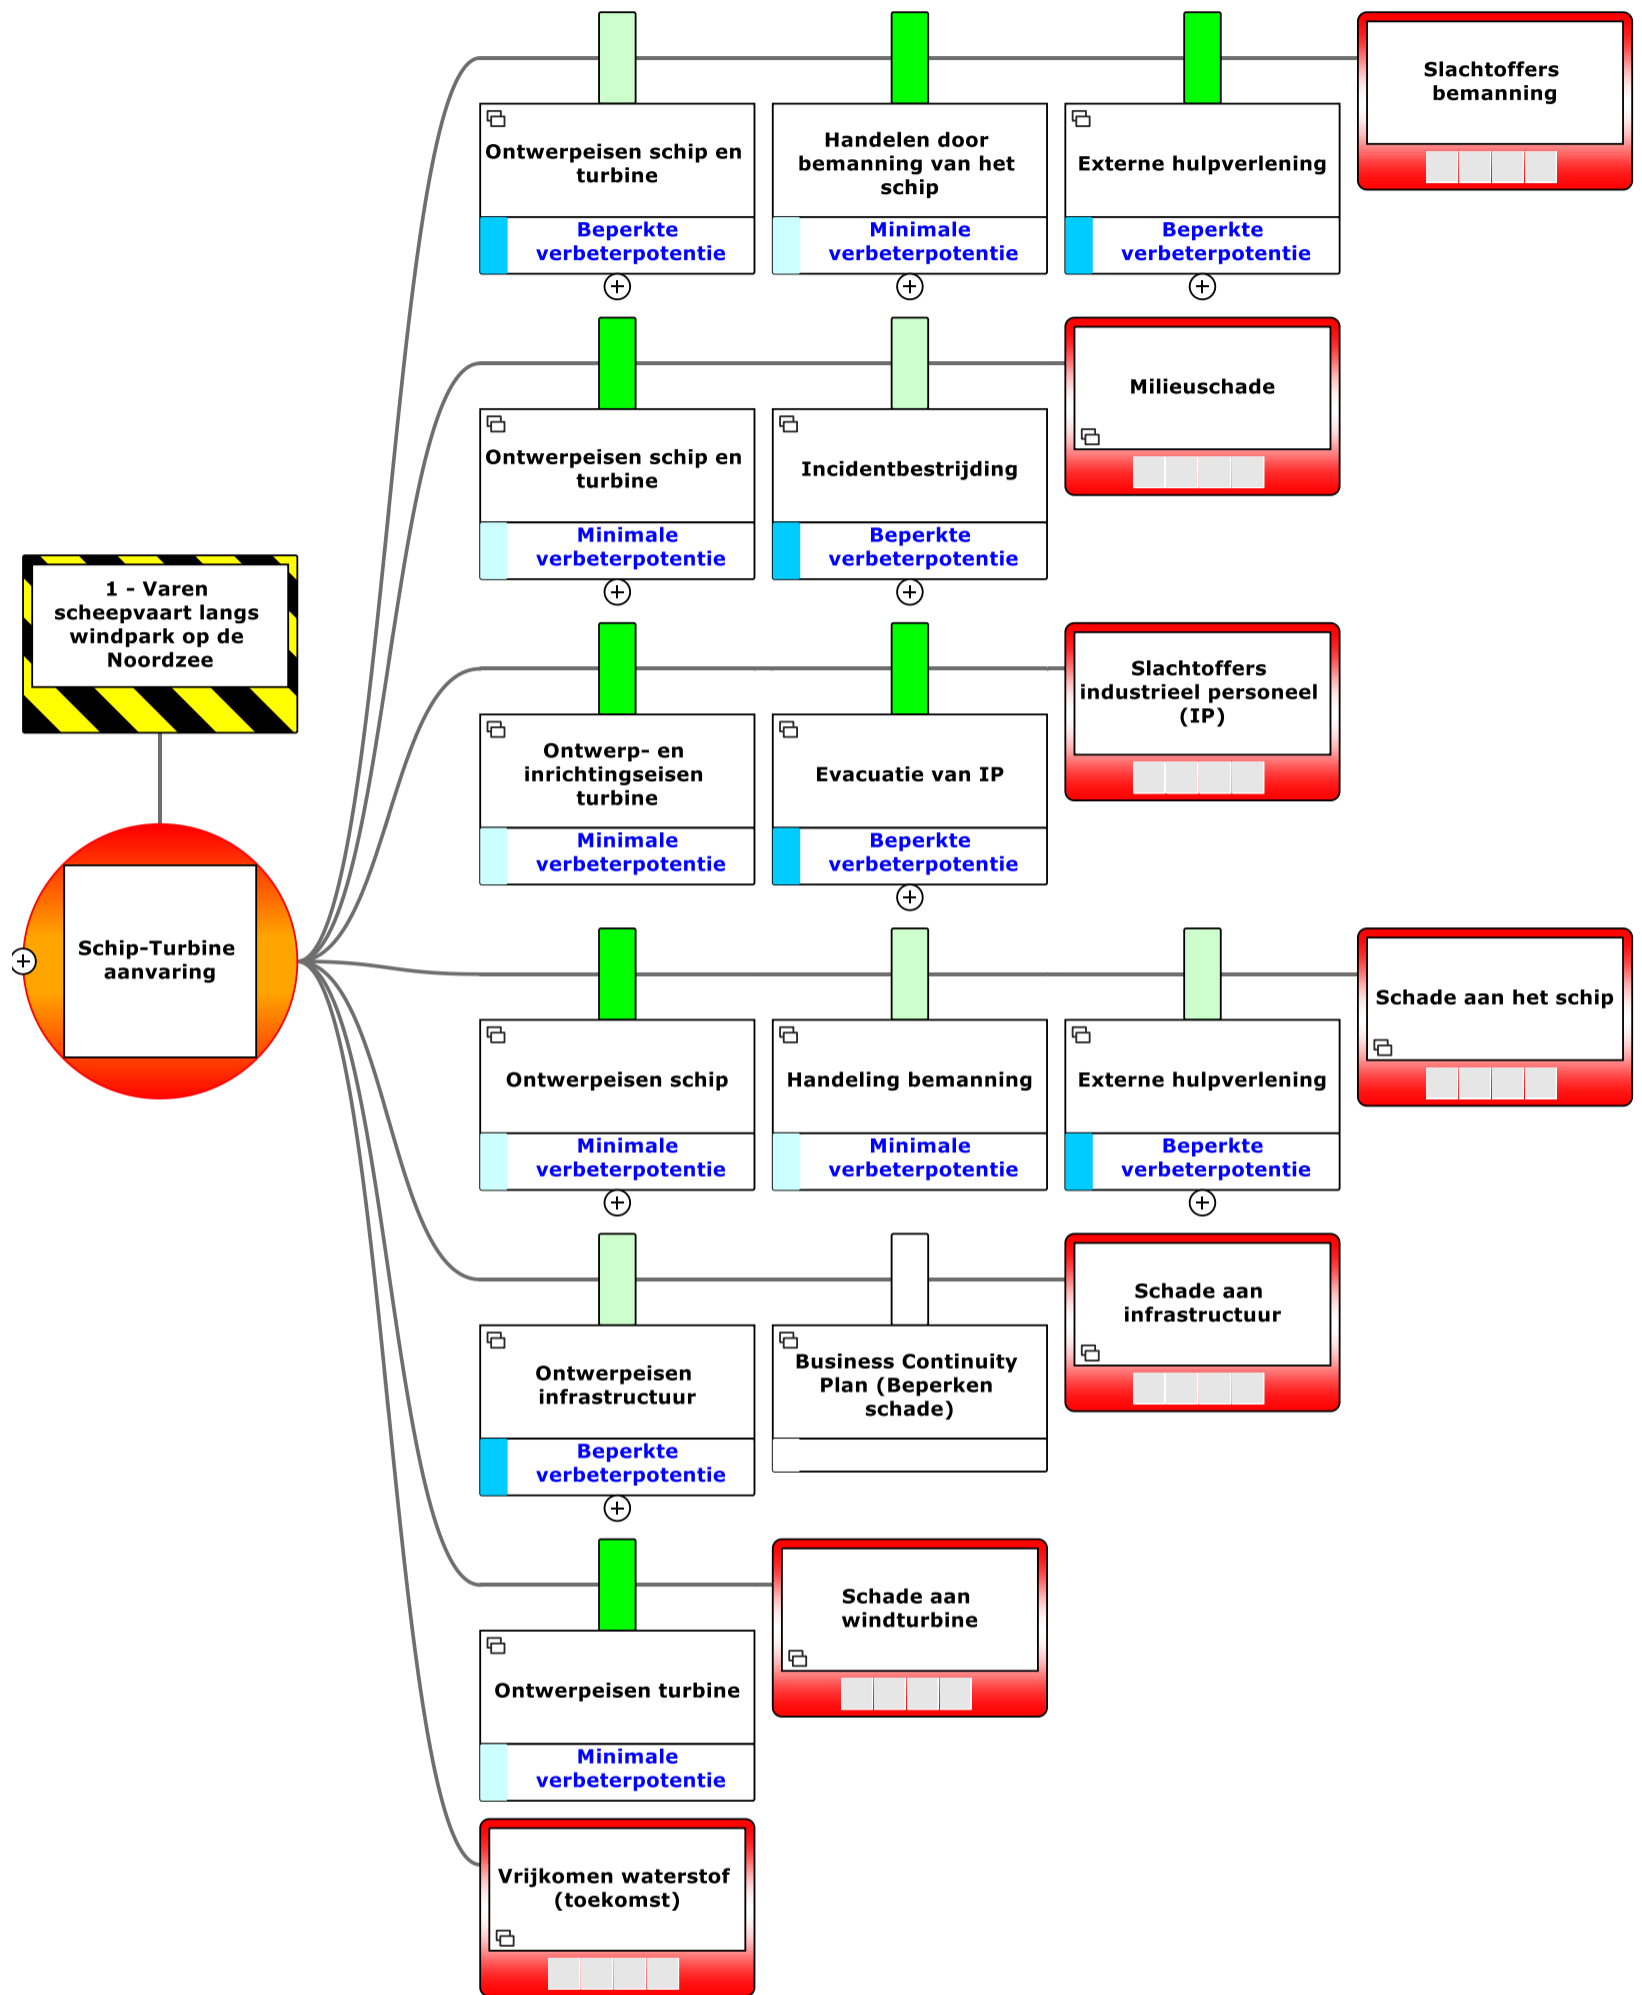 Slachtoffers
bemanning
Ontwerpeisen schip en
turbine
Beperkte
verbeterpotentie
Handelen door
bemanning van het
schip
Minimale
verbeterpotentie
Externe hulpverlening
Beperkte
verbeterpotentie
Milieuschade
Ontwerpeisen schip en
turbine
Minimale
verbeterpotentie
Incidentbestrijding
Beperkte
verbeterpotentie
1 - Varen
scheepvaart langs
windpark op de
Noordzee
Slachtoffers
industrieel personeel
(IP)
Ontwerp- en
inrichtingseisen
turbine
Minimale
verbeterpotentie
Evacuatie van IP
Beperkte
verbeterpotentie
Schip-Turbine
aanvaring
Schade aan het schip
Ontwerpeisen schip
Minimale
verbeterpotentie
Handeling bemanning
Minimale
verbeterpotentie
Externe hulpverlening
Beperkte
verbeterpotentie
Schade aan
infrastructuur
Ontwerpeisen
infrastructuur
Beperkte
verbeterpotentie
Business Continuity
Plan (Beperken
schade)
Schade aan
windturbine
Ontwerpeisen turbine
Minimale
verbeterpotentie
Vrijkomen waterstof
(toekomst)